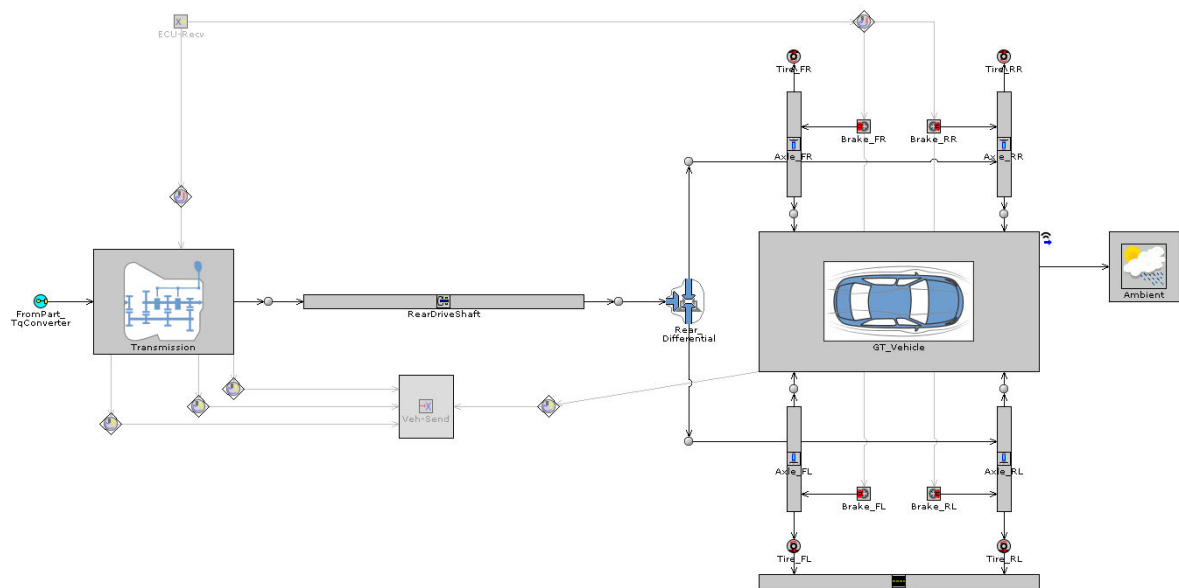 ECU-Recv
Tire_FR
Tire_RR
Brake_FR
Brake_RR
Axle_FR
Axle_RR
FromPart_
TqConverter
Transmission
RearDriveShaft
Rear_
Differential
GT_Vehicle
Ambient
Veh-Send
Axle_FL
Axle_RL
Brake_FL
Brake_RL
Tire_FL
Tire_RL